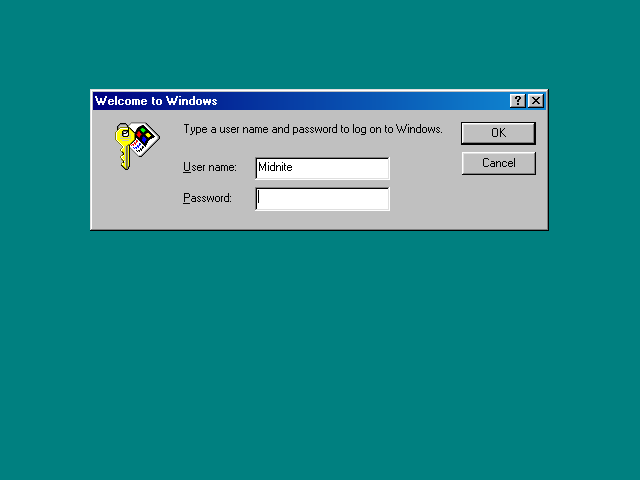 Welcome to Windows
Type a user name and password to log on to Windows.
OK
User name: Midnite
Cancel
Password: